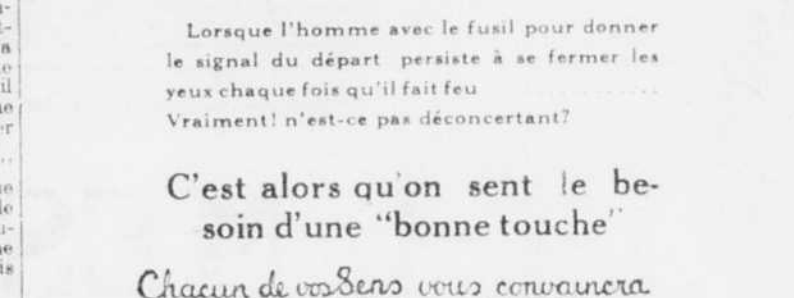 Lorsque l'homme avec le fusil pour donner
le signal du départ persiste à se fermer les
yeux chaque fois qu'il fait feu ............
Vraiment! n'est-ce pas déconcertant?
C'est alors qu'on sent le be-
soin d'une "bonne touche"
Chacun de vos Sens vous convaincra